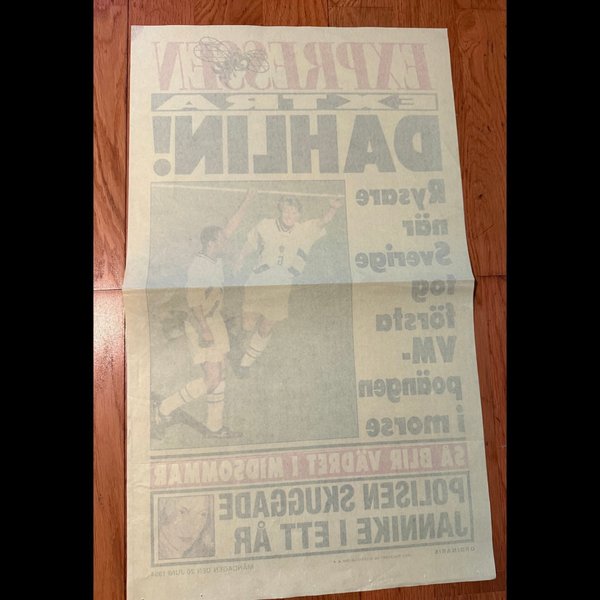 EXPRESSEN
EXTRA
DAHLIN!
Rysare
när
Sverige
tog
första
VM-
poängen
i morse
SÅ BLIR VÄDRET I MIDSOMMAR
POLISEN SKUGGADE
JANNIKE I ETT ÅR
ORDINARIE
MÅNDAGEN DEN 20 JUNI 1994